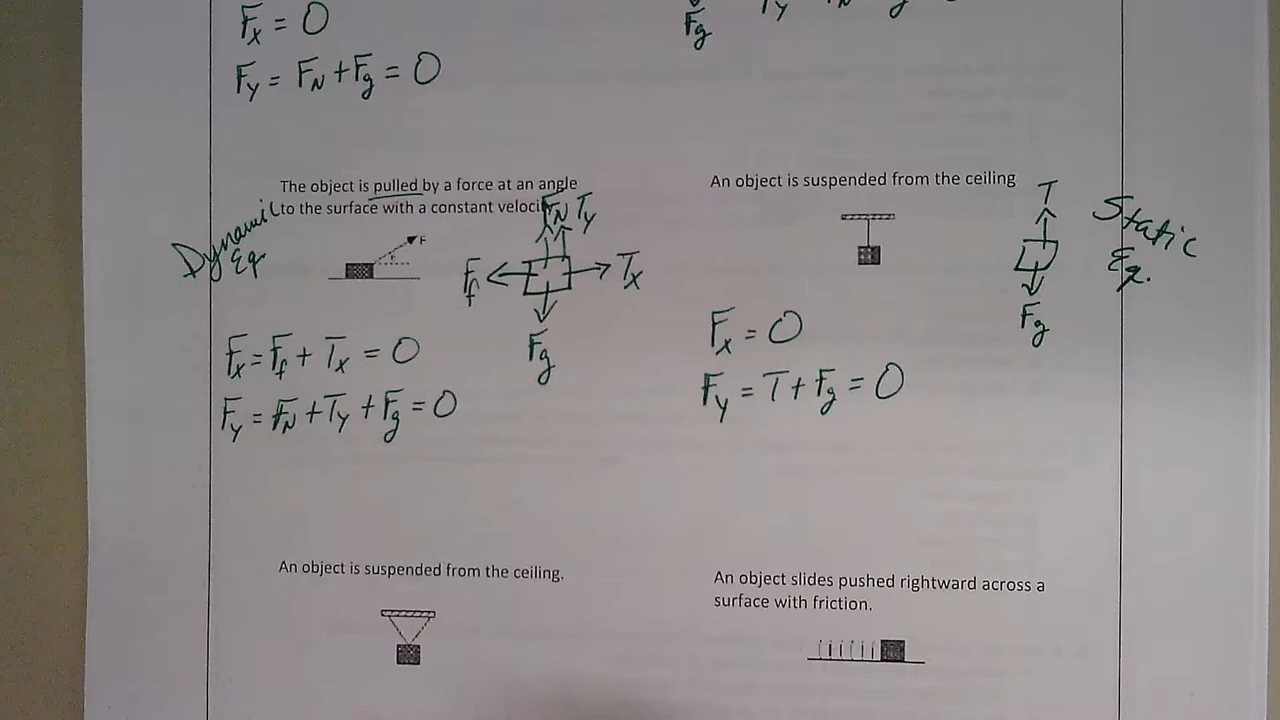 Fx = 0
Fy = FN + Fg = 0
Fg
The object is pulled by a force at an angle
to the surface with a constant velocity
Dynamic
Eq
F
FN Ty
Ff
Tx
Fg
Fx = Ff + Tx = 0
Fy = FN + Ty + Fg = 0
An object is suspended from the ceiling
T
Static
Eq.
Fg
Fx = 0
Fy = T + Fg = 0
An object is suspended from the ceiling.
An object slides pushed rightward across a
surface with friction.